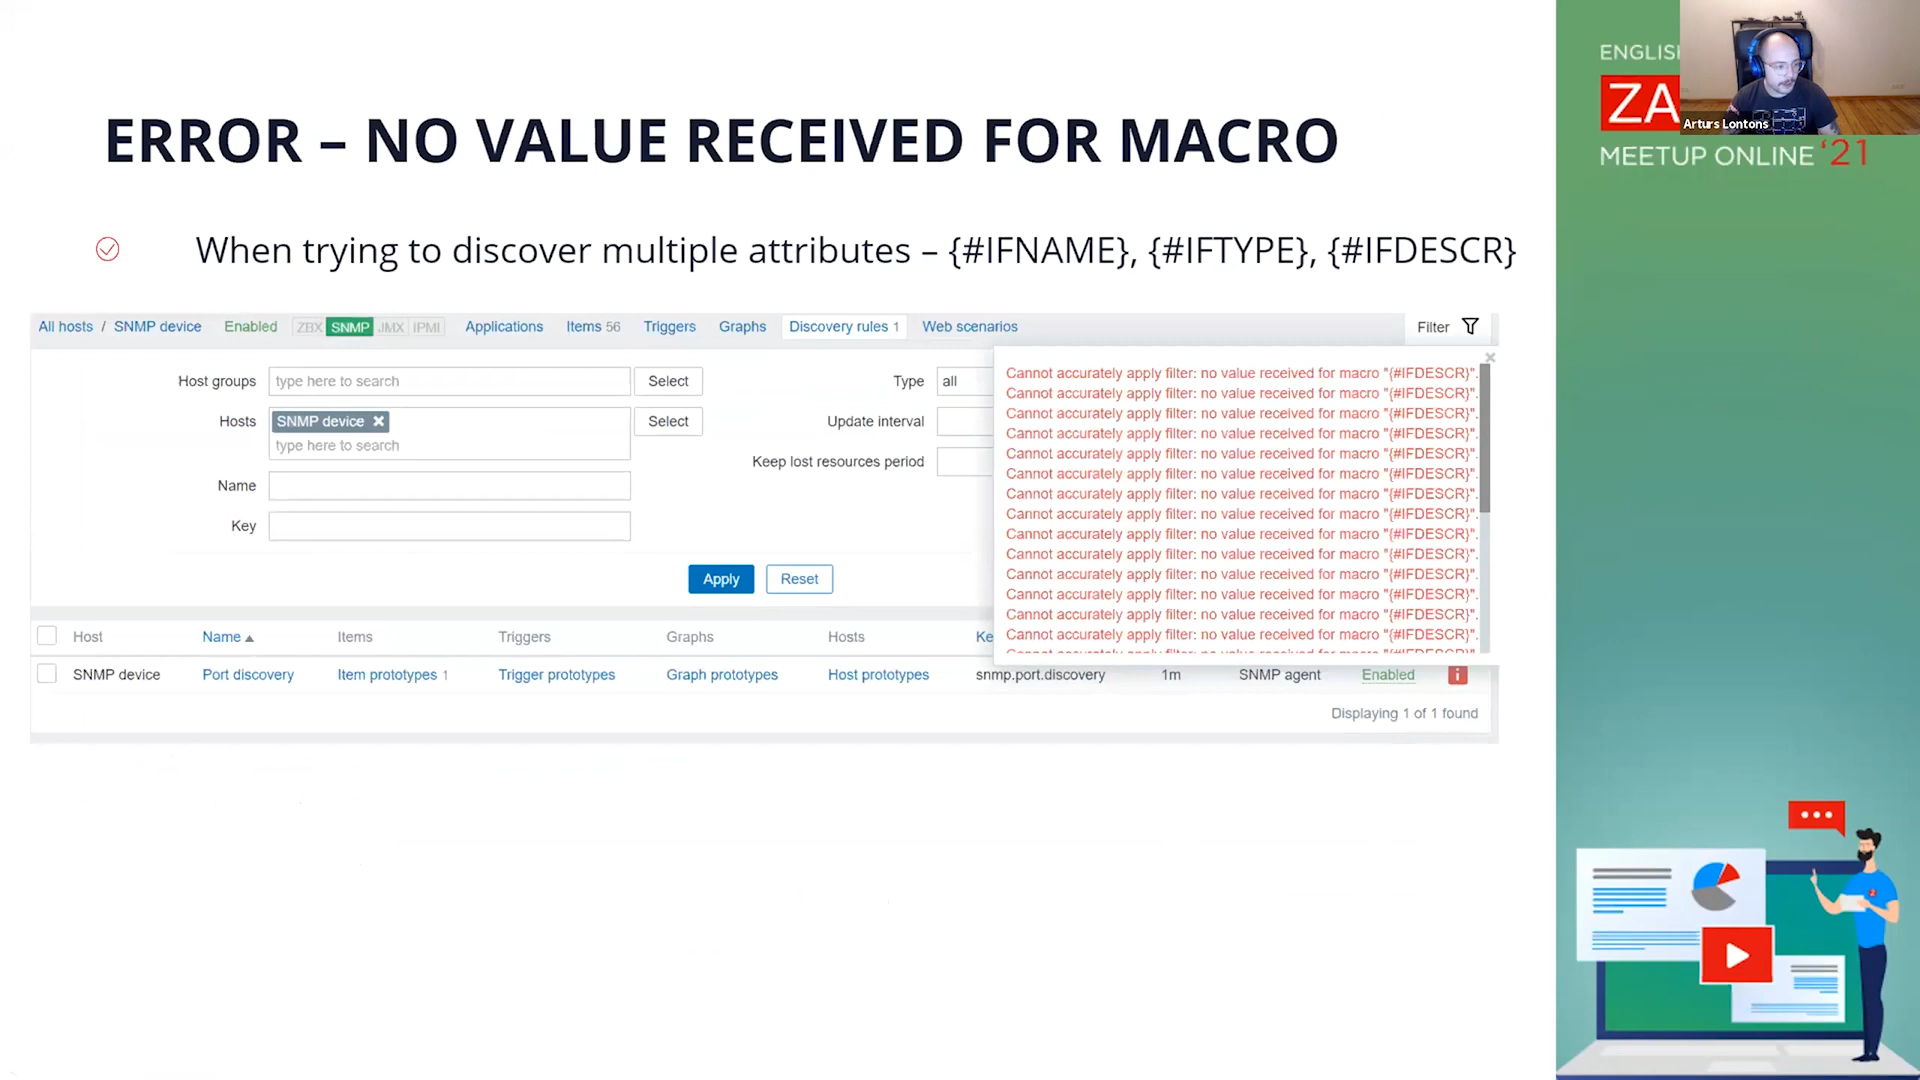 ERROR – NO VALUE RECEIVED FOR MACRO
When trying to discover multiple attributes – {#IFNAME}, {#IFTYPE}, {#IFDESCR}
All hosts / SNMP device Enabled ZBX SNMP JMX IPMI Applications Items 56 Triggers Graphs Discovery rules 1 Web scenarios Filter
Host groups type here to search Select Type all
Hosts SNMP device Select Update interval
type here to search
Keep lost resources period
Name
Key
Apply Reset
Cannot accurately apply filter: no value received for macro "{#IFDESCR}".
Cannot accurately apply filter: no value received for macro "{#IFDESCR}".
Cannot accurately apply filter: no value received for macro "{#IFDESCR}".
Cannot accurately apply filter: no value received for macro "{#IFDESCR}".
Cannot accurately apply filter: no value received for macro "{#IFDESCR}".
Cannot accurately apply filter: no value received for macro "{#IFDESCR}".
Cannot accurately apply filter: no value received for macro "{#IFDESCR}".
Cannot accurately apply filter: no value received for macro "{#IFDESCR}".
Cannot accurately apply filter: no value received for macro "{#IFDESCR}".
Cannot accurately apply filter: no value received for macro "{#IFDESCR}".
Cannot accurately apply filter: no value received for macro "{#IFDESCR}".
Cannot accurately apply filter: no value received for macro "{#IFDESCR}".
Cannot accurately apply filter: no value received for macro "{#IFDESCR}".
Cannot accurately apply filter: no value received for macro "{#IFDESCR}".
Host Name Items Triggers Graphs Hosts Ke
SNMP device Port discovery Item prototypes 1 Trigger prototypes Graph prototypes Host prototypes snmp.port.discovery 1m SNMP agent Enabled i
Displaying 1 of 1 found
ENGLIS
ZA
Arturs Lontons
MEETUP ONLINE '21